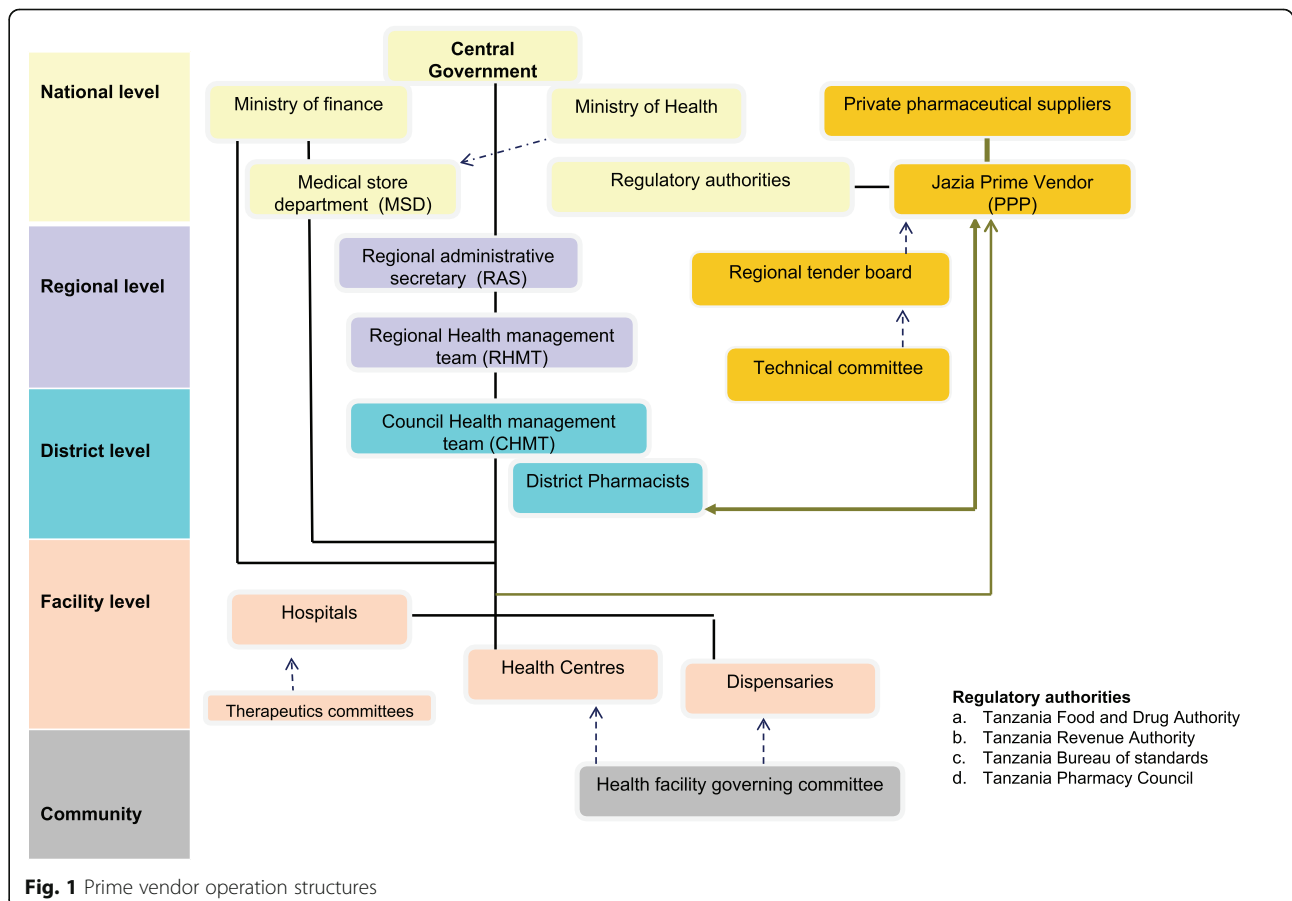 Central
Government
National level
Ministry of finance
Ministry of Health
Private pharmaceutical suppliers
Medical store
department (MSD)
Regulatory authorities
Jazia Prime Vendor
(PPP)
Regional level
Regional administrative
secretary (RAS)
Regional tender board
Regional Health management
team (RHMT)
Technical committee
District level
Council Health management
team (CHMT)
District Pharmacists
Facility level
Hospitals
Health Centres
Dispensaries
Therapeutics committees
Regulatory authorities
a. Tanzania Food and Drug Authority
b. Tanzania Revenue Authority
c. Tanzania Bureau of standards
d. Tanzania Pharmacy Council
Community
Health facility governing committee
Fig. 1 Prime vendor operation structures